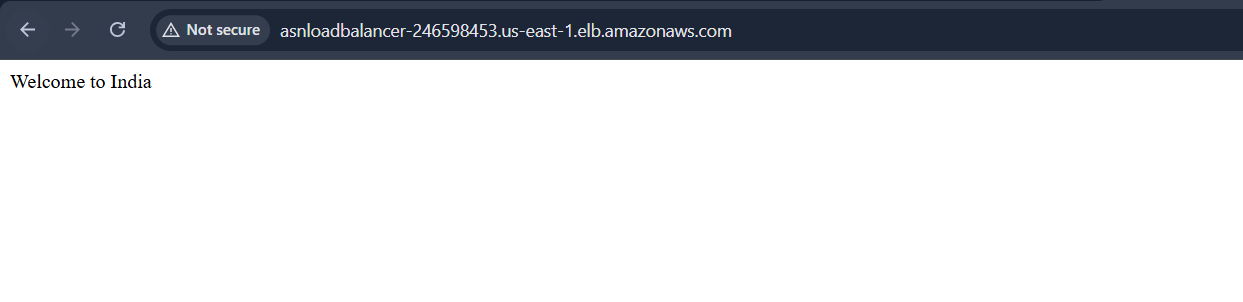 Not secure asnloadbalancer-246598453.us-east-1.elb.amazonaws.com
Welcome to India